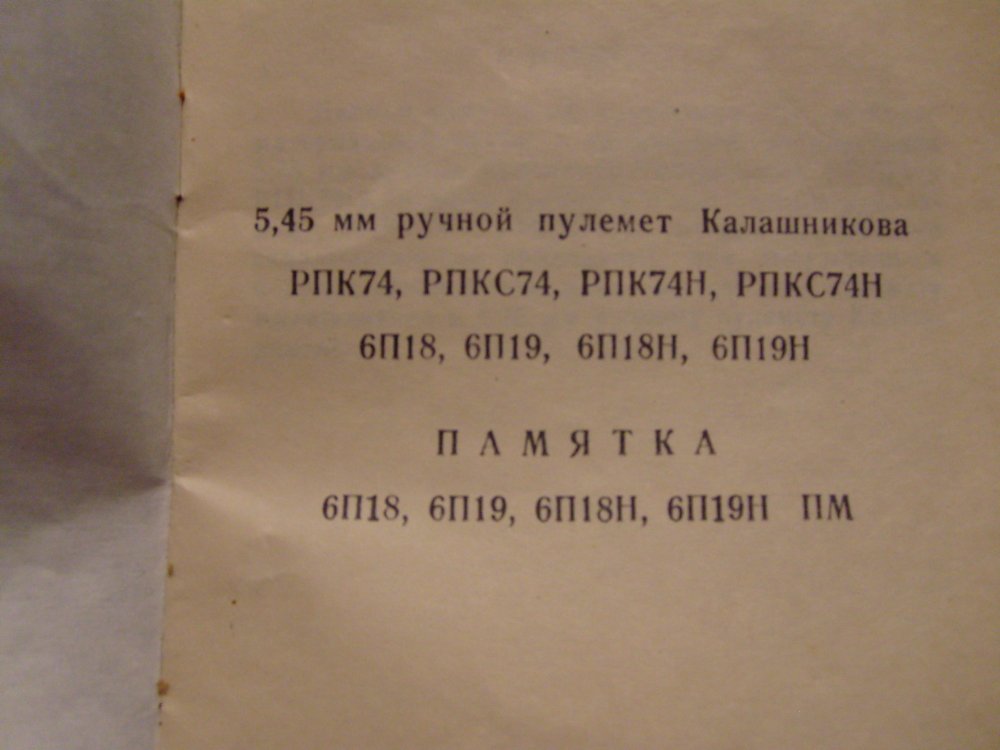 5,45 мм ручной пулемет Калашникова
РПК74, РПКС74, РПК74Н, РПКС74Н
6П18, 6П19, 6П18Н, 6П19Н
ПАМЯТКА
6П18, 6П19, 6П18Н, 6П19Н ПМ